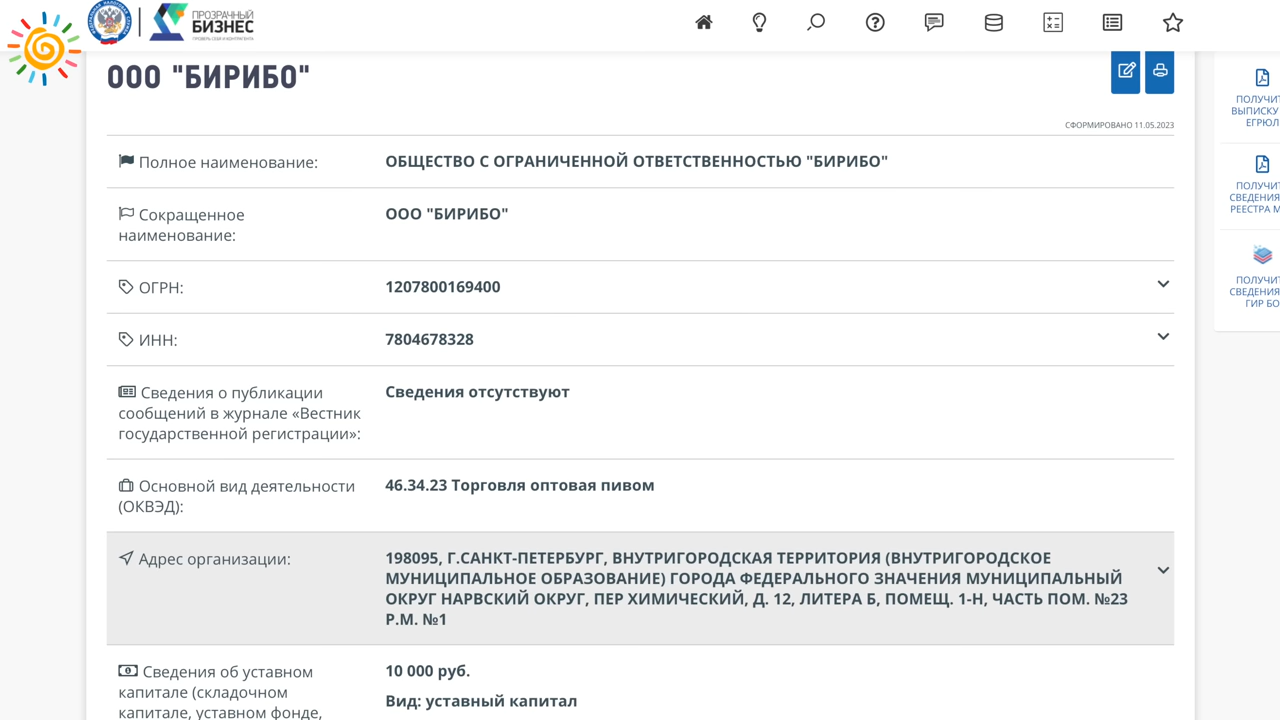 ПРОЗРАЧНЫЙ
БИЗНЕС
ООО "БИРИБО"
СФОРМИРОВАНО 11.05.2023
Полное наименование:
ОБЩЕСТВО С ОГРАНИЧЕННОЙ ОТВЕТСТВЕННОСТЬЮ "БИРИБО"
Сокращенное
наименование:
ООО "БИРИБО"
ОГРН:
1207800169400
ИНН:
7804678328
Сведения о публикации
сообщений в журнале «Вестник
государственной регистрации»:
Сведения отсутствуют
Основной вид деятельности
(ОКВЭД):
46.34.23 Торговля оптовая пивом
Адрес организации:
198095, Г.САНКТ-ПЕТЕРБУРГ, ВНУТРИГОРОДСКАЯ ТЕРРИТОРИЯ (ВНУТРИГОРОДСКОЕ
МУНИЦИПАЛЬНОЕ ОБРАЗОВАНИЕ) ГОРОДА ФЕДЕРАЛЬНОГО ЗНАЧЕНИЯ МУНИЦИПАЛЬНЫЙ
ОКРУГ НАРВСКИЙ ОКРУГ, ПЕР ХИМИЧЕСКИЙ, Д. 12, ЛИТЕРА Б, ПОМЕЩ. 1-Н, ЧАСТЬ ПОМ. №23
Р.М. №1
Сведения об уставном
капитале (складочном
капитале, уставном фонде,
10 000 руб.
Вид: уставный капитал
ПОЛУЧИТ
ВЫПИСКУ
ЕГРЮЛ
ПОЛУЧИТ
СВЕДЕНИЯ
РЕЕСТРА М
ПОЛУЧИТ
СВЕДЕНИЯ
ГИР БО